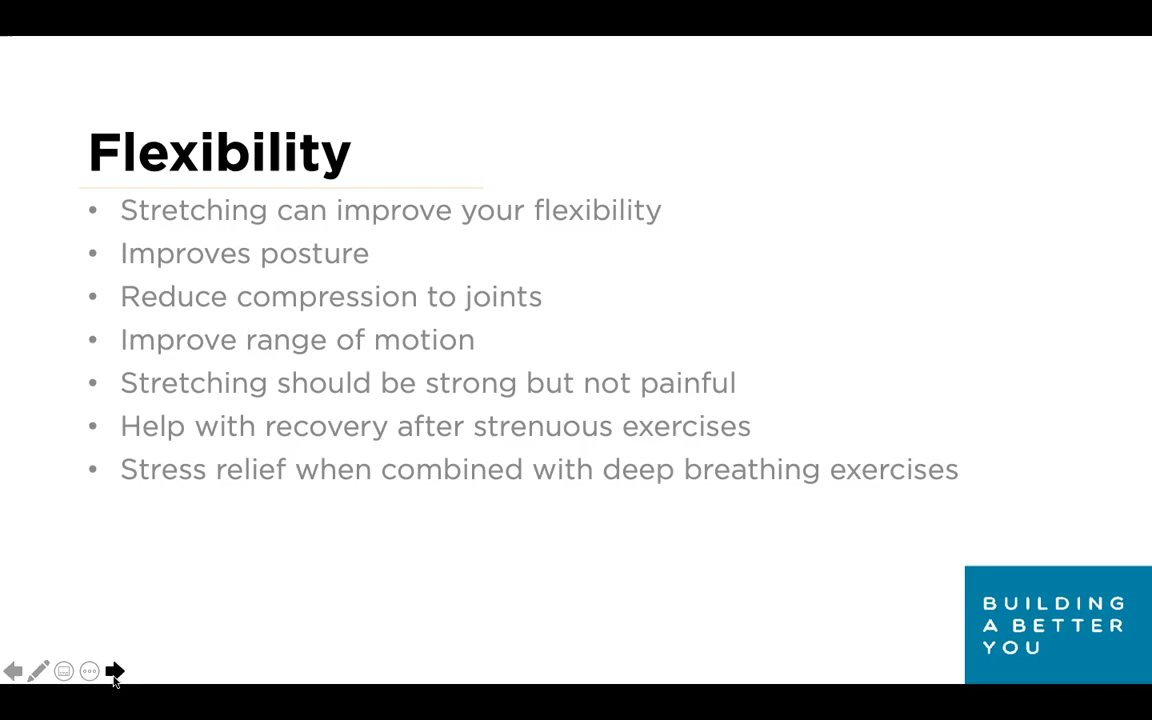 Flexibility
• Stretching can improve your flexibility
• Improves posture
• Reduce compression to joints
• Improve range of motion
• Stretching should be strong but not painful
• Help with recovery after strenuous exercises
• Stress relief when combined with deep breathing exercises
BUILDING
A BETTER
YOU